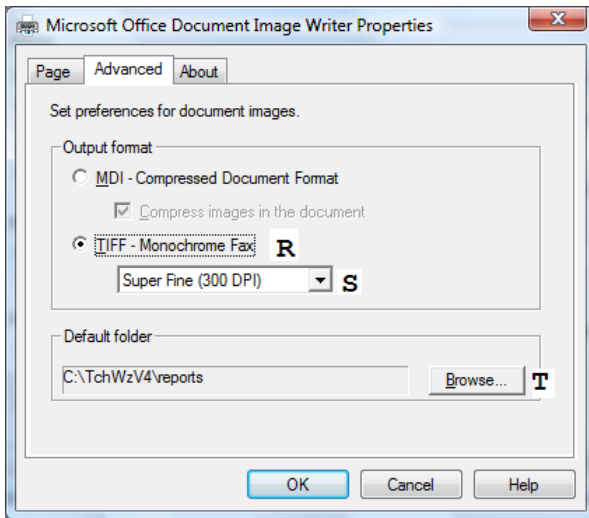 Microsoft Office Document Image Writer Properties
Page Advanced About
Set preferences for document images.
Output format
MDI - Compressed Document Format
Compress images in the document
TIFF - Monochrome Fax R
Super Fine (300 DPI) S
Default folder
C:\TchWzV4\reports Browse... T
OK Cancel Help